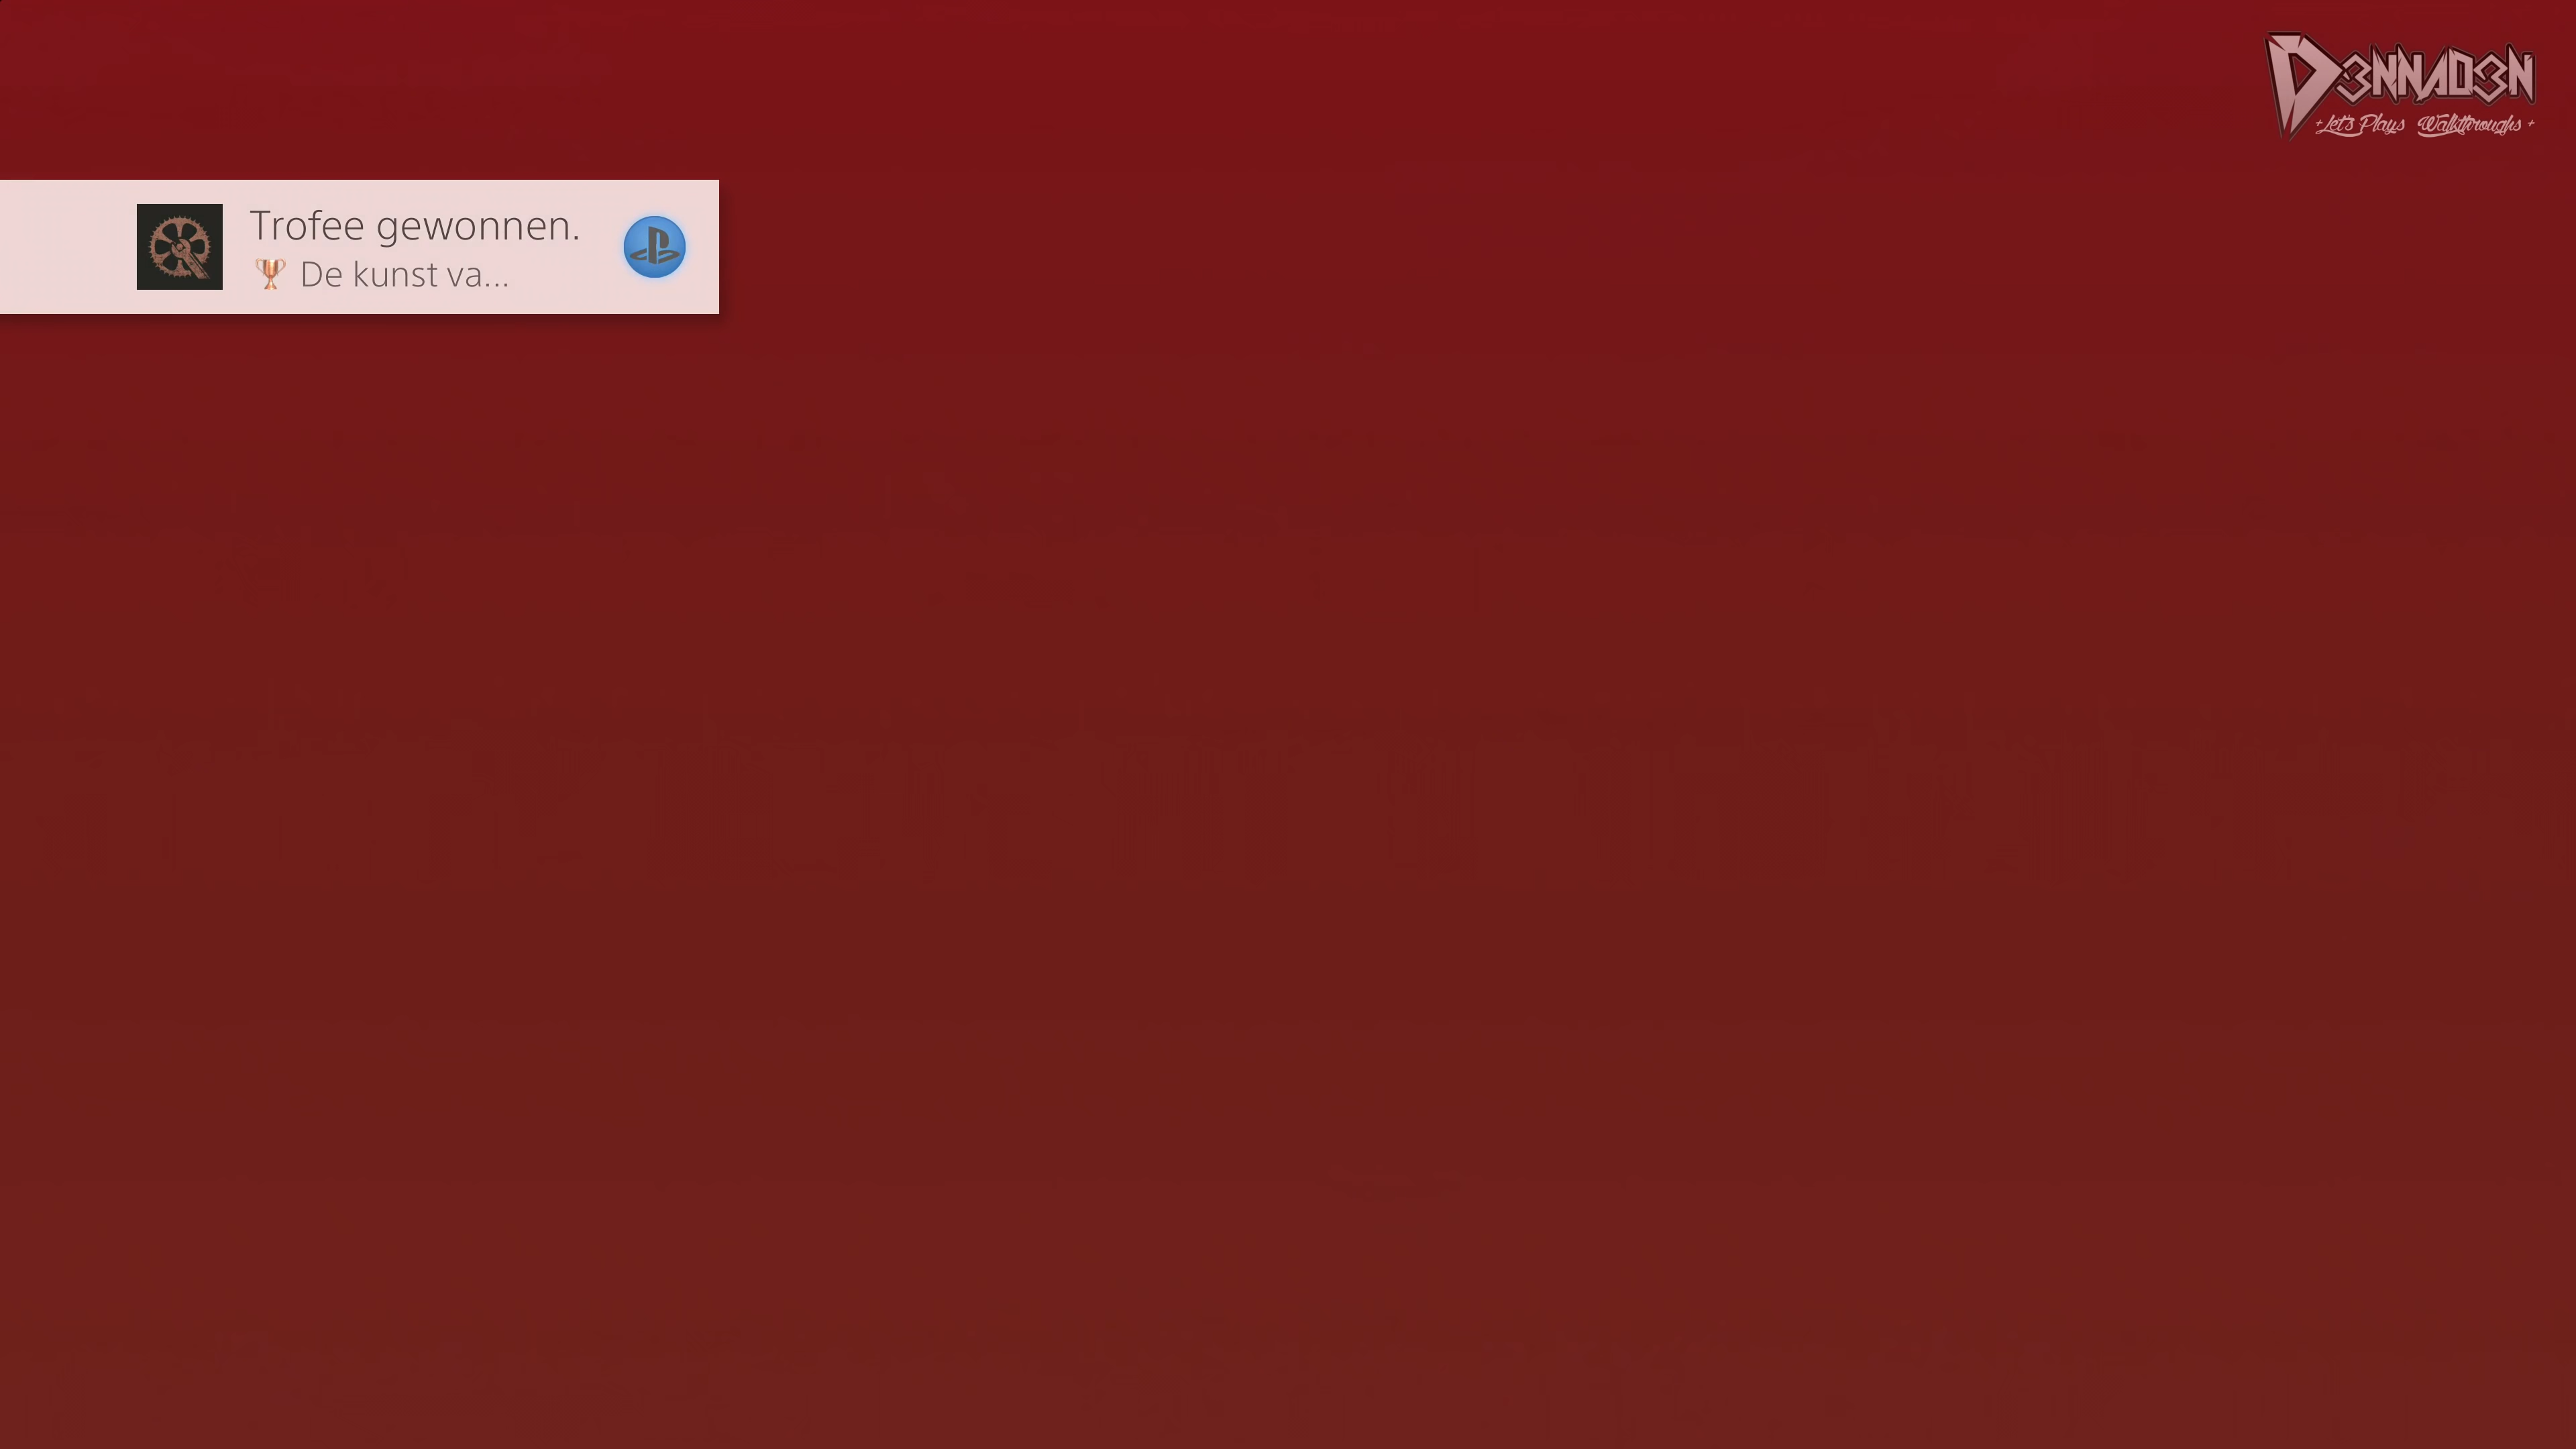 D3NNAD3N
+ Let's Plays Walkthroughs +
Trofee gewonnen.
De kunst va...